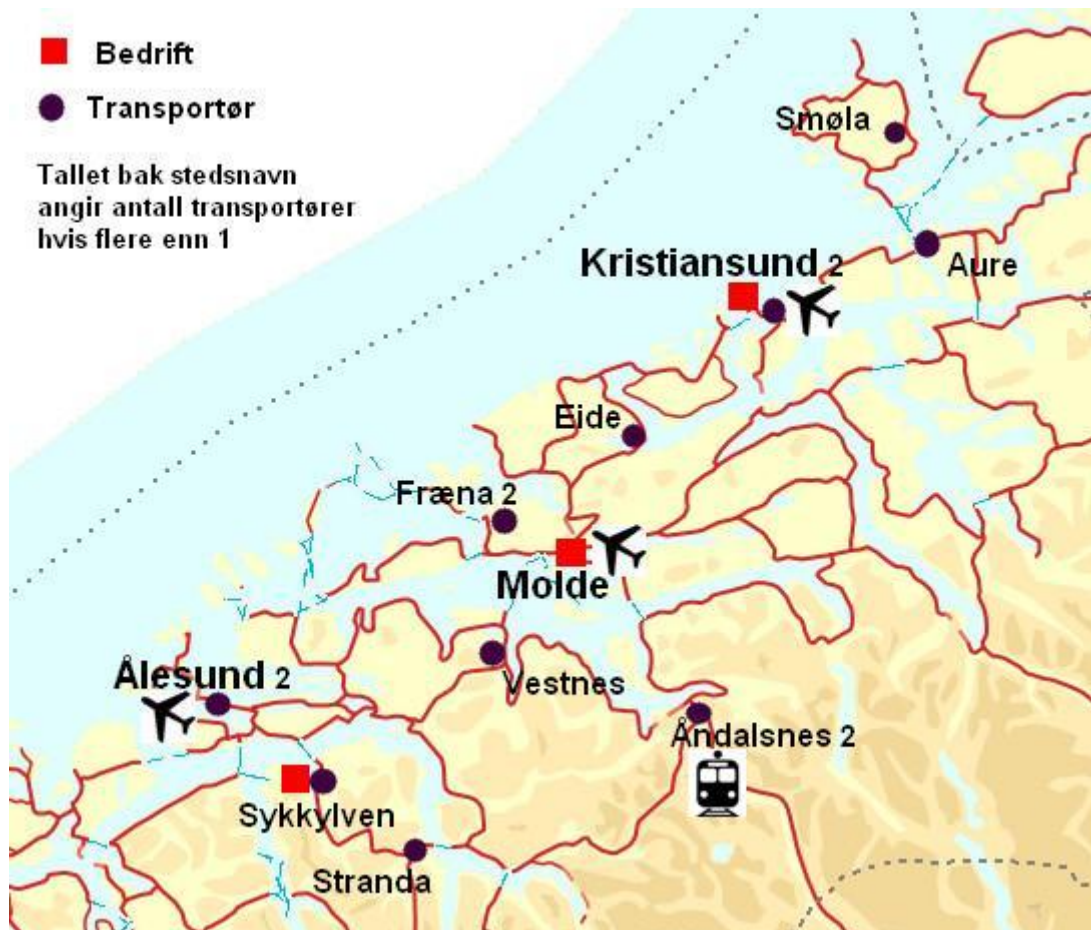 Bedrift
Transportør
Tallet bak stedsnavn
angir antall transportører
hvis flere enn 1
Smøla
Kristiansund 2
Aure
Eide
Fræna 2
Molde
Ålesund 2
Vestnes
Åndalsnes 2
Sykkylven
Stranda